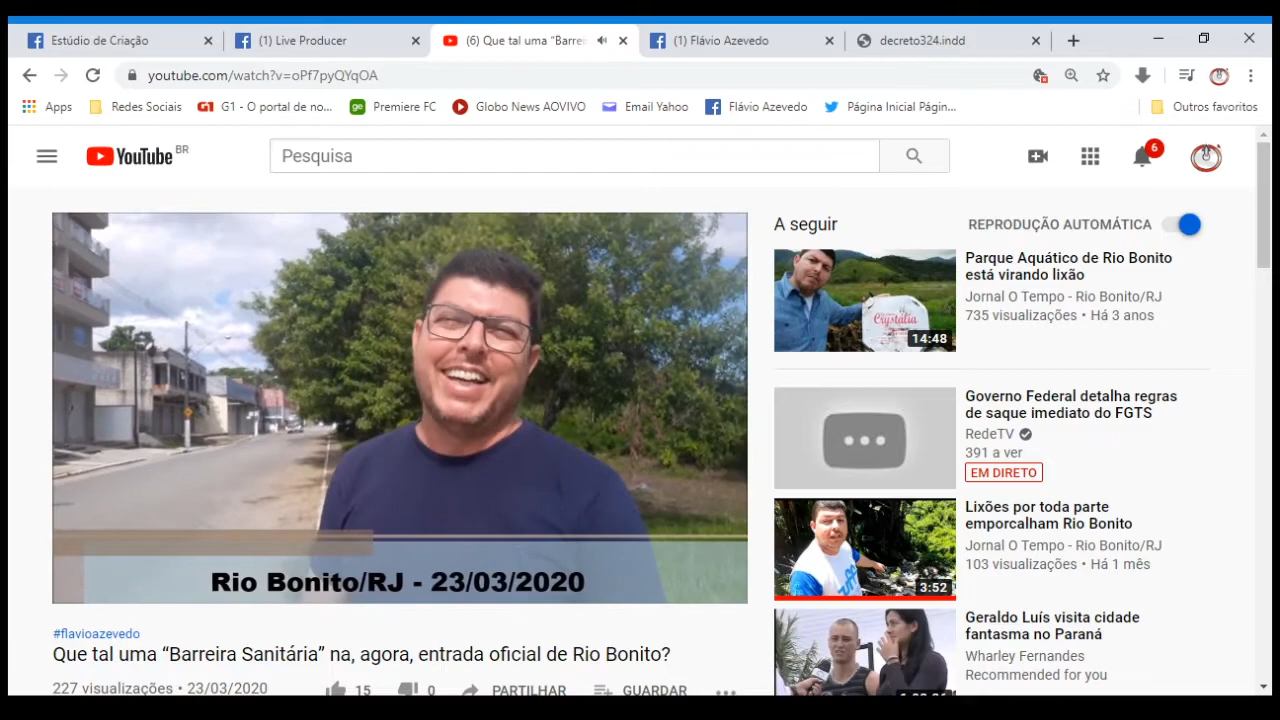 Estúdio de Criação
(1) Live Producer
(6) Que tal uma “Barrei
(1) Flávio Azevedo
decreto324.indd
youtube.com/watch?v=oPf7pyQYqOA
Apps
Redes Sociais
G1 - O portal de no...
Premiere FC
Globo News AOVIVO
Email Yahoo
Flávio Azevedo
Página Inicial Págin...
Outros favoritos
YouTube BR
Pesquisa
6
A seguir
REPRODUÇÃO AUTOMÁTICA
Crystália
14:48
Parque Aquático de Rio Bonito
está virando lixão
Jornal O Tempo - Rio Bonito/RJ
735 visualizações • Há 3 anos
Governo Federal detalha regras
de saque imediato do FGTS
RedeTV
391 a ver
EM DIRETO
3:52
Lixões por toda parte
emporcalham Rio Bonito
Jornal O Tempo - Rio Bonito/RJ
103 visualizações • Há 1 mês
Geraldo Luís visita cidade
fantasma no Paraná
Wharley Fernandes
Recommended for you
Rio Bonito/RJ - 23/03/2020
#flavioazevedo
Que tal uma “Barreira Sanitária” na, agora, entrada oficial de Rio Bonito?
227 visualizações • 23/03/2020
15
0
PARTILHAR
GUARDAR